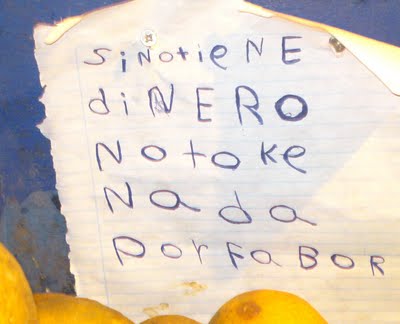 SiNotieNE
diNERO
Notoke
Nada
porfaBOR